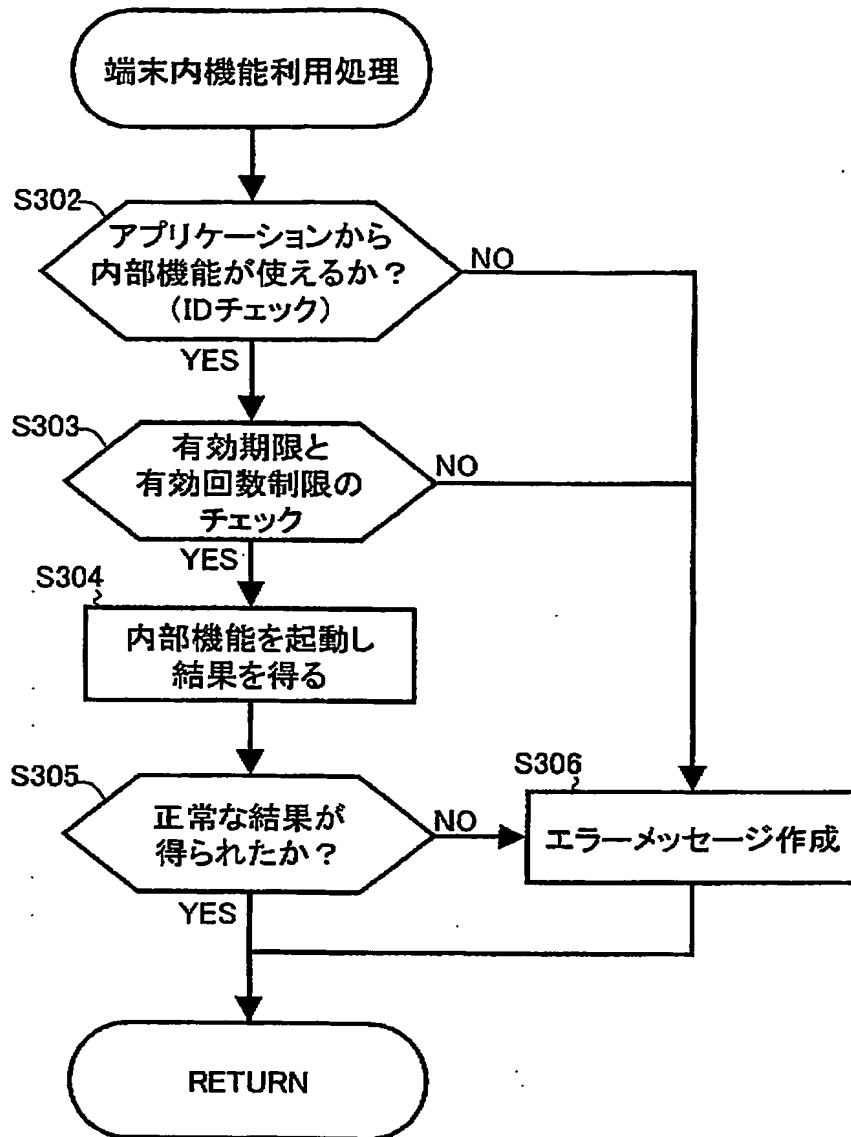 端末内機能利用処理
S302
アプリケーションから
内部機能が使えるか？
（IDチェック）
NO
YES
S303
有効期限と
有効回数制限の
チェック
NO
YES
S304
内部機能を起動し
結果を得る
S305
正常な結果が
得られたか？
NO
YES
S306
エラーメッセージ作成
RETURN